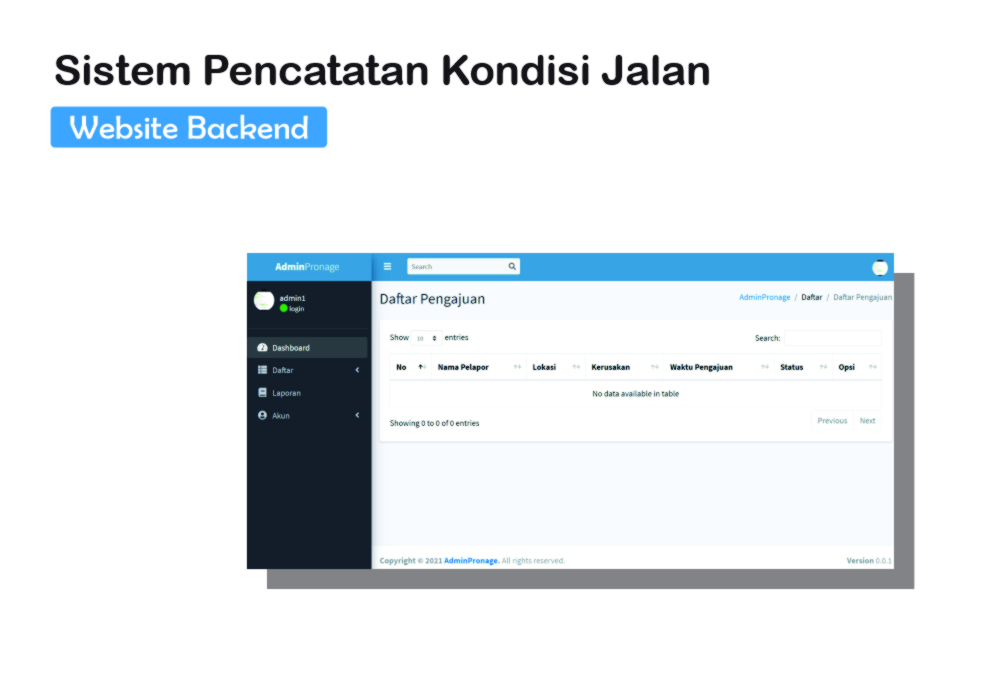 Sistem Pencatatan Kondisi Jalan
Website Backend
AdminPronage
Search
admin1
login
Daftar Pengajuan
AdminPronage / Daftar / Daftar Pengajuan
Dashboard
Daftar
Laporan
Akun
Show 10 entries
Search:
No Nama Pelapor Lokasi Kerusakan Waktu Pengajuan Status Opsi
No data available in table
Showing 0 to 0 of 0 entries
Previous Next
Copyright © 2021 AdminPronage. All rights reserved.
Version 0.0.1